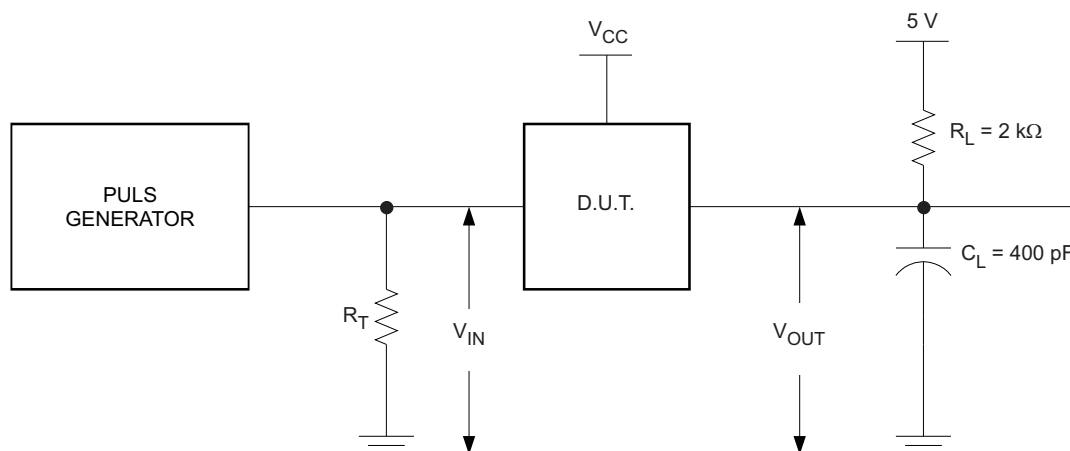 V_CC
5 V
R_L = 2 kΩ
PULS
GENERATOR
D.U.T.
C_L = 400 pF
R_T
V_IN
V_OUT